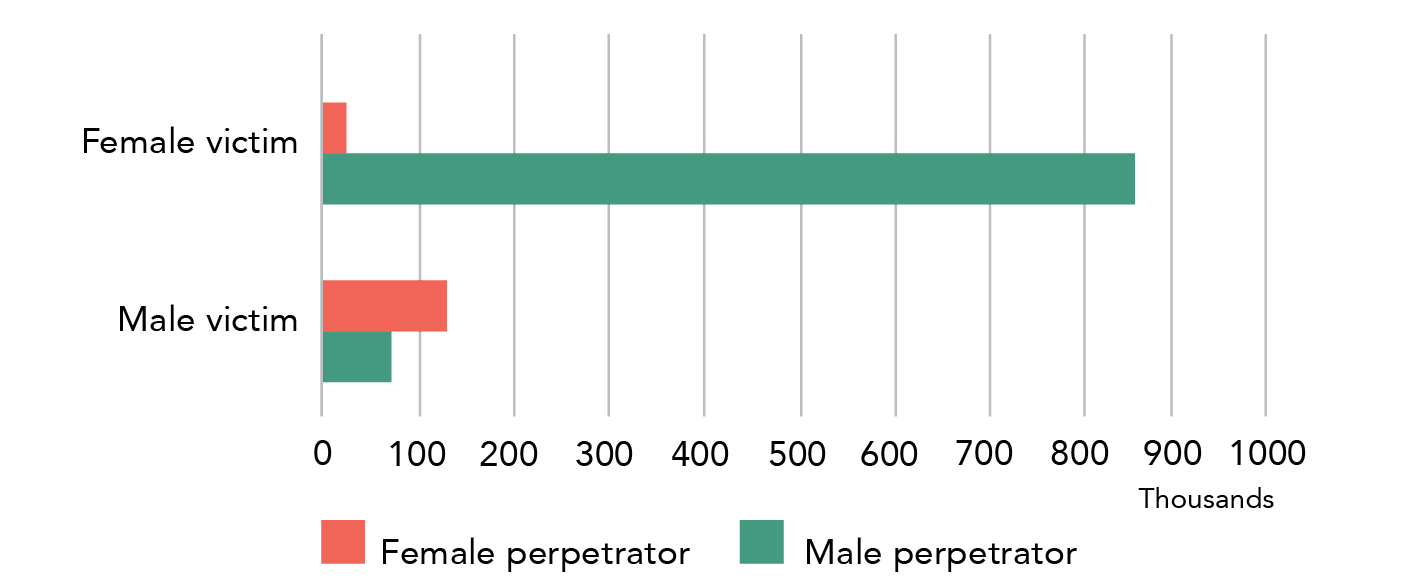 Female victim
Male victim
0 100 200 300 400 500 600 700 800 900 1000
Thousands
Female perpetrator Male perpetrator